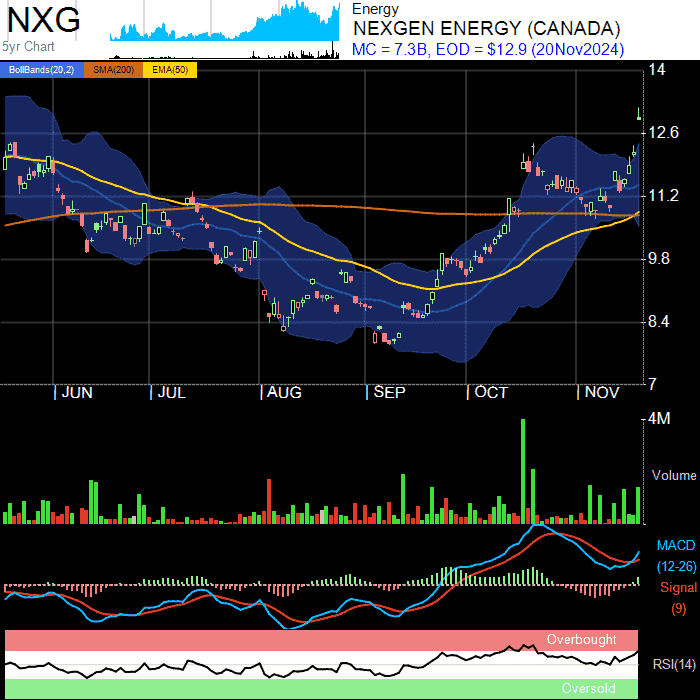 NXG
5yr Chart
Energy
NEXGEN ENERGY (CANADA)
MC = 7.3B, EOD = $12.9 (20Nov2024)
BollBands(20,2) SMA(200) EMA(50)
14
12.6
11.2
9.8
8.4
7
JUN JUL AUG SEP OCT NOV
4M
Volume
MACD
(12-26)
Signal
(9)
Overbought
RSI(14)
Oversold